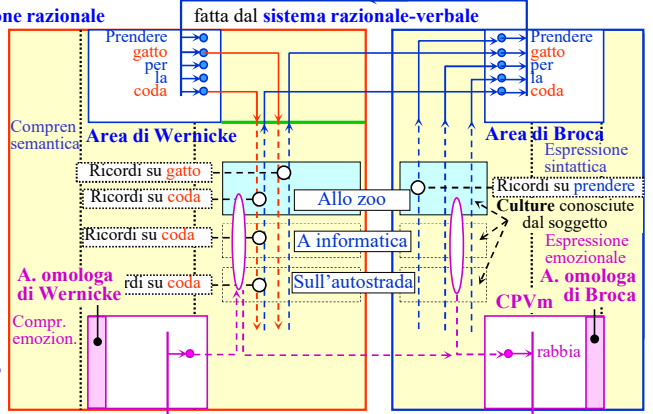 ne razionale
fatta dal sistema razionale-verbale
Prendere
gatto
per
la
coda
Prendere
gatto
per
la
coda
Compren
semantica
Area di Wernicke
Area di Broca
Espressione
sintattica
Ricordi su gatto
Ricordi su coda
Ricordi su coda
rdi su coda
Allo zoo
A informatica
Sull'autostrada
Ricordi su prendere
Culture conosciute
dal soggetto
Espressione
emozionale
A. omologa
di Wernicke
A. omologa
di Broca
CPVm
Compr.
emozion.
rabbia